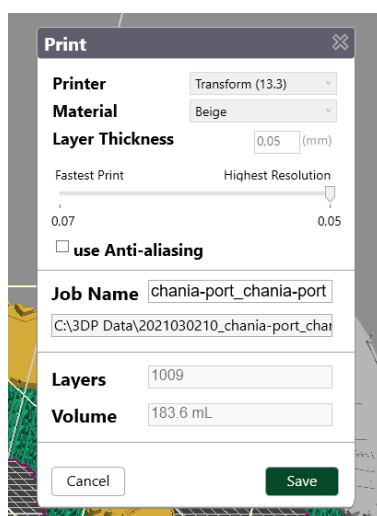 Print
Printer Transform (13.3)
Material Beige
Layer Thickness 0,05 (mm)
Fastest Print Highest Resolution
0,07 0,05
use Anti-aliasing
Job Name chania-port_chania-port
C:\3DP Data\2021030210_chania-port_char
Layers 1009
Volume 183.6 mL
Cancel Save